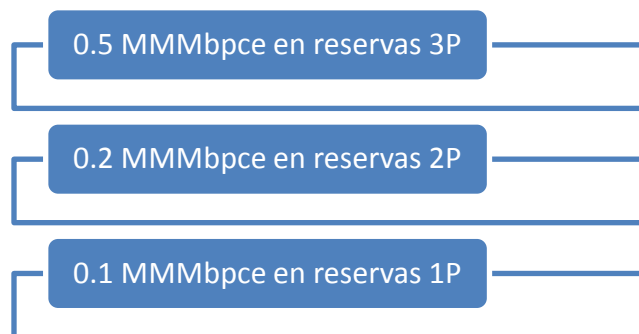 0.5 MMMbpce en reservas 3P
0.2 MMMbpce en reservas 2P
0.1 MMMbpce en reservas 1P